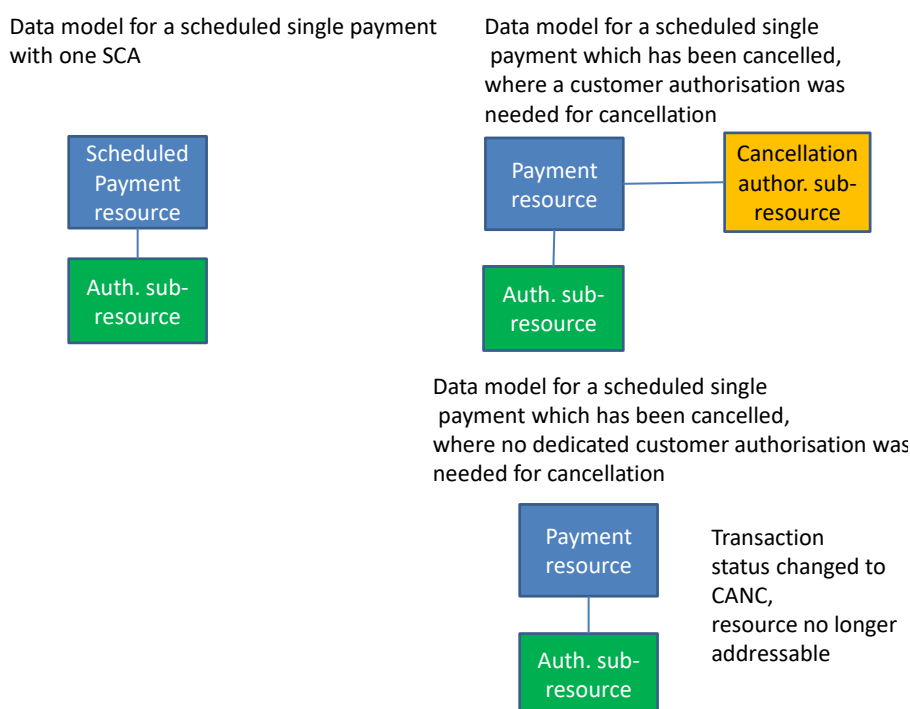 Data model for a scheduled single payment
with one SCA
Scheduled
Payment
resource
Auth. sub-
resource
Data model for a scheduled single
payment which has been cancelled,
where a customer authorisation was
needed for cancellation
Payment
resource
Cancellation
author. sub-
resource
Auth. sub-
resource
Data model for a scheduled single
payment which has been cancelled,
where no dedicated customer authorisation was
needed for cancellation
Payment
resource
Auth. sub-
resource
Transaction
status changed to
CANC,
resource no longer
addressable